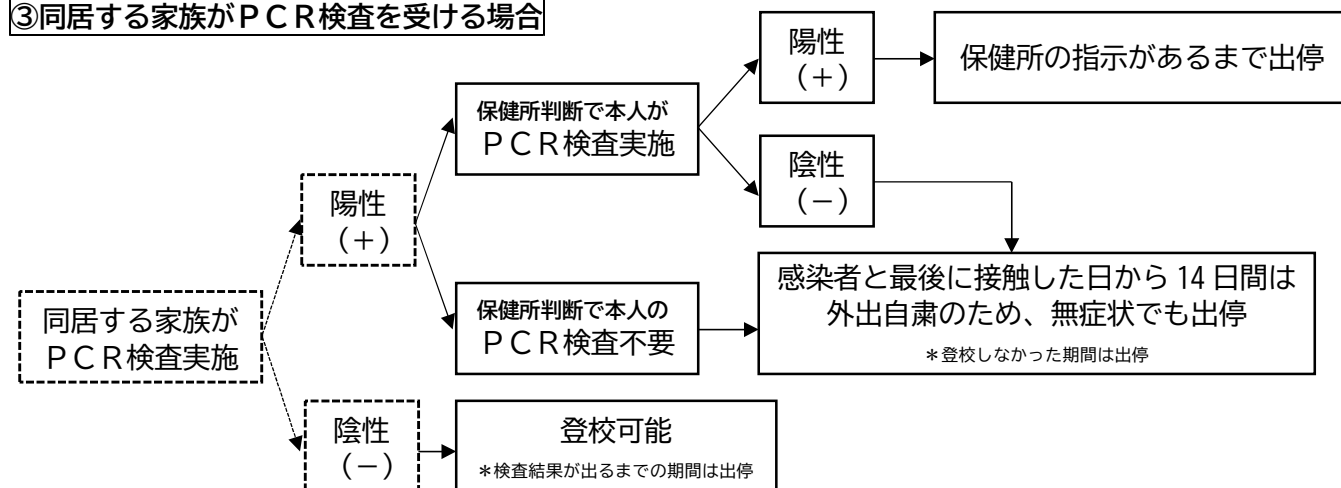 ③同居する家族がＰＣＲ検査を受ける場合
陽性
（＋）
保健所の指示があるまで出停
保健所判断で本人が
ＰＣＲ検査実施
陰性
（－）
陽性
（＋）
感染者と最後に接触した日から 14 日間は
外出自粛のため、無症状でも出停
＊登校しなかった期間は出停
保健所判断で本人の
ＰＣＲ検査不要
同居する家族が
ＰＣＲ検査実施
陰性
（－）
登校可能
＊検査結果が出るまでの期間は出停